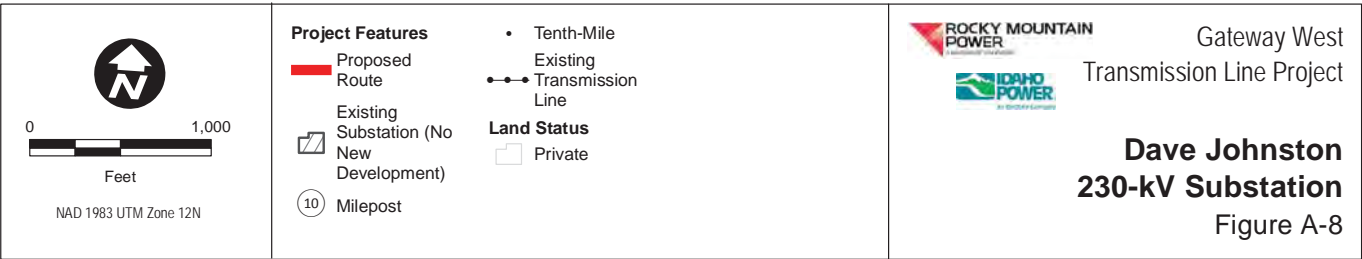 N
0 1,000
Feet
NAD 1983 UTM Zone 12N
Project Features
Proposed
Route
Existing
Substation (No
New
Development)
10 Milepost
Tenth-Mile
Existing
Transmission
Line
Land Status
Private
ROCKY MOUNTAIN
POWER
IDAHO
POWER
Gateway West
Transmission Line Project
Dave Johnston
230-kV Substation
Figure A-8